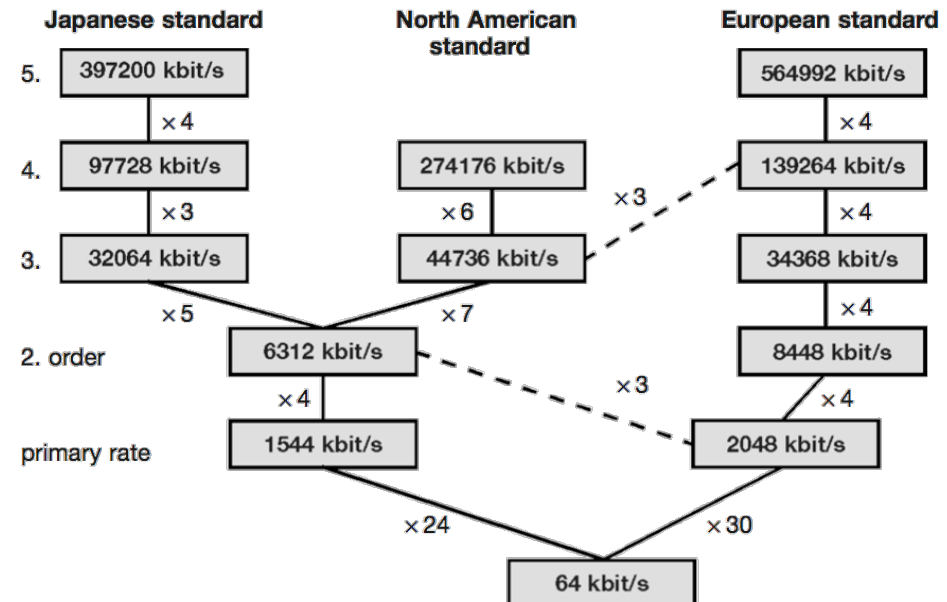 Japanese standard
North American
standard
European standard
5.
397200 kbit/s
564992 kbit/s
×4
×4
4.
97728 kbit/s
274176 kbit/s
139264 kbit/s
×3
×6
×3
×4
3.
32064 kbit/s
44736 kbit/s
34368 kbit/s
×5
×7
×4
2. order
6312 kbit/s
8448 kbit/s
×4
×3
×4
primary rate
1544 kbit/s
2048 kbit/s
×24
×30
64 kbit/s